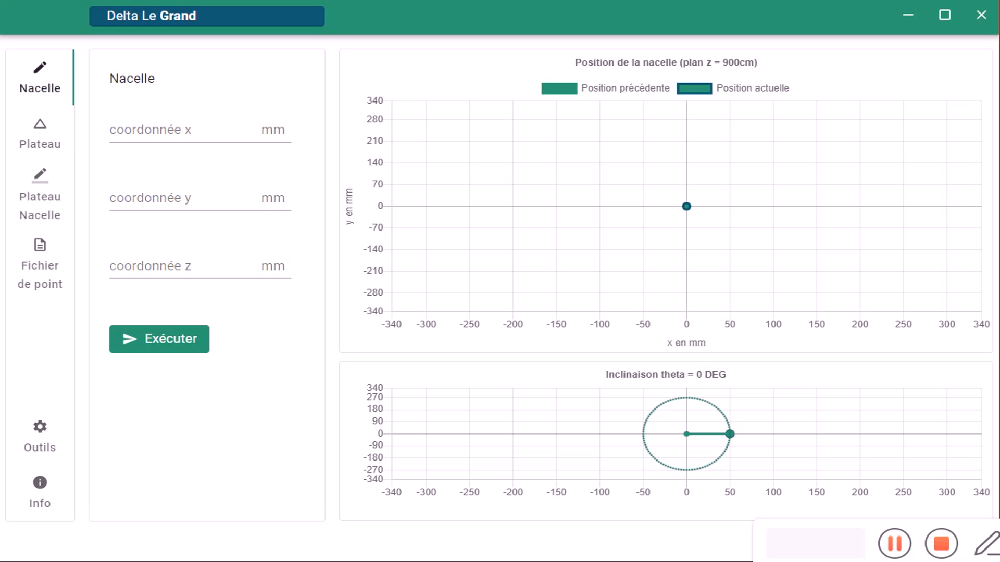 Delta Le Grand
Nacelle
Plateau
Plateau
Nacelle
Fichier
de point
Outils
Info
Nacelle
coordonnée x mm
coordonnée y mm
coordonnée z mm
Exécuter
Position de la nacelle (plan z = 900cm)
Position précédente Position actuelle
340
280
210
140
70
0
-70
-140
-210
-280
-340
y en mm
-340 -300 -250 -200 -150 -100 -50 0 50 100 150 200 250 300 340
x en mm
Inclinaison theta = 0 DEG
340
270
180
90
0
-90
-180
-270
-340
-340 -300 -250 -200 -150 -100 -50 0 50 100 150 200 250 300 340